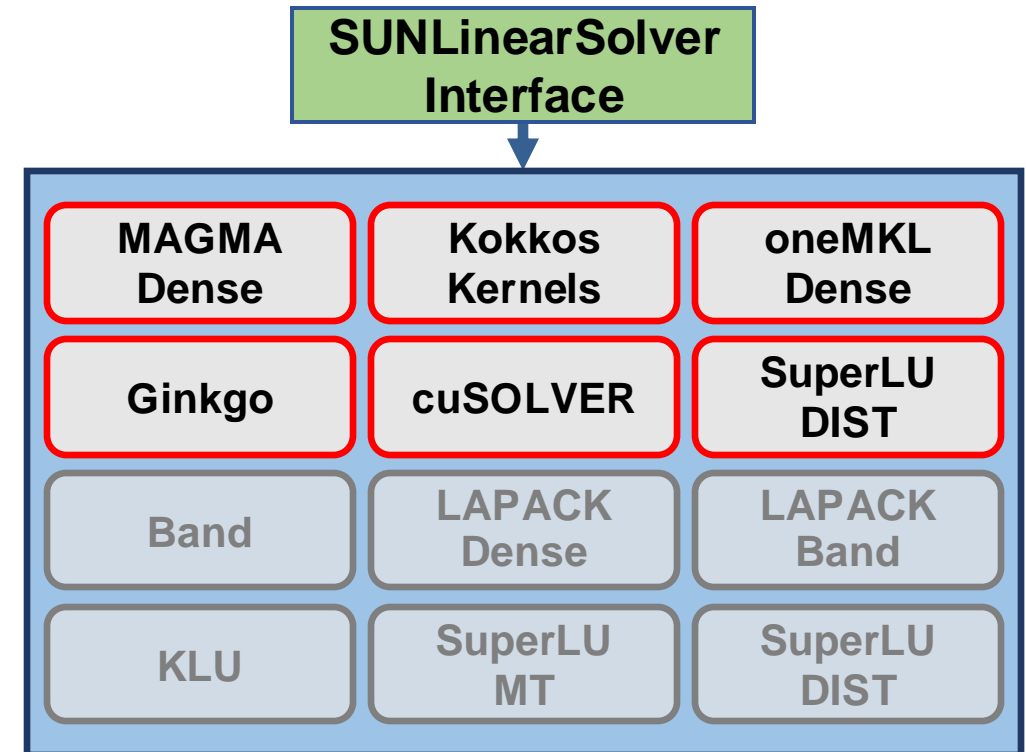 SUNLinearSolver
Interface
MAGMA
Dense
Kokkos
Kernels
oneMKL
Dense
Ginkgo
cuSOLVER
SuperLU
DIST
Band
LAPACK
Dense
LAPACK
Band
KLU
SuperLU
MT
SuperLU
DIST